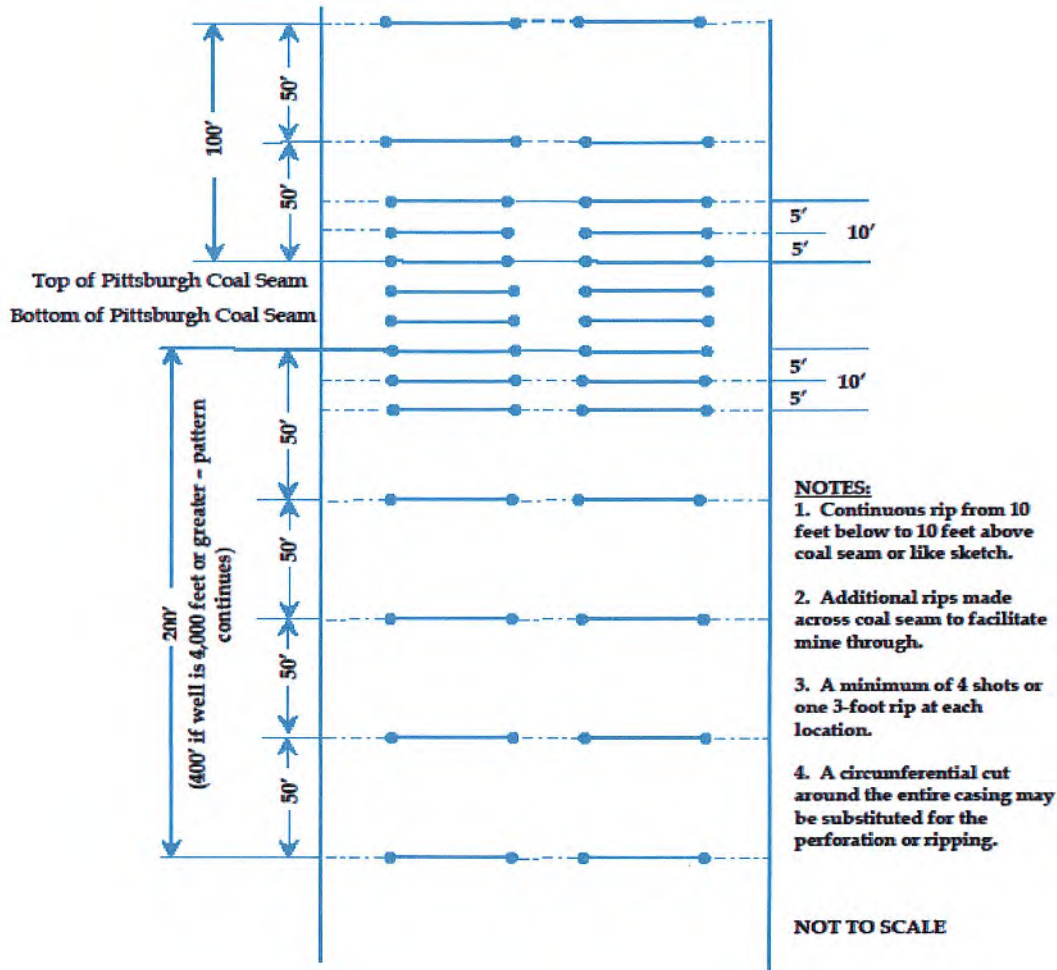 50'
100'
50'
5'
10'
5'
Top of Pittsburgh Coal Seam
Bottom of Pittsburgh Coal Seam
5'
10'
5'
50'
200'
(400' if well is 4,000 feet or greater – pattern
continues)
50'
50'
50'
NOTES:
1. Continuous rip from 10
feet below to 10 feet above
coal seam or like sketch.
2. Additional rips made
across coal seam to facilitate
mine through.
3. A minimum of 4 shots or
one 3-foot rip at each
location.
4. A circumferential cut
around the entire casing may
be substituted for the
perforation or ripping.
NOT TO SCALE